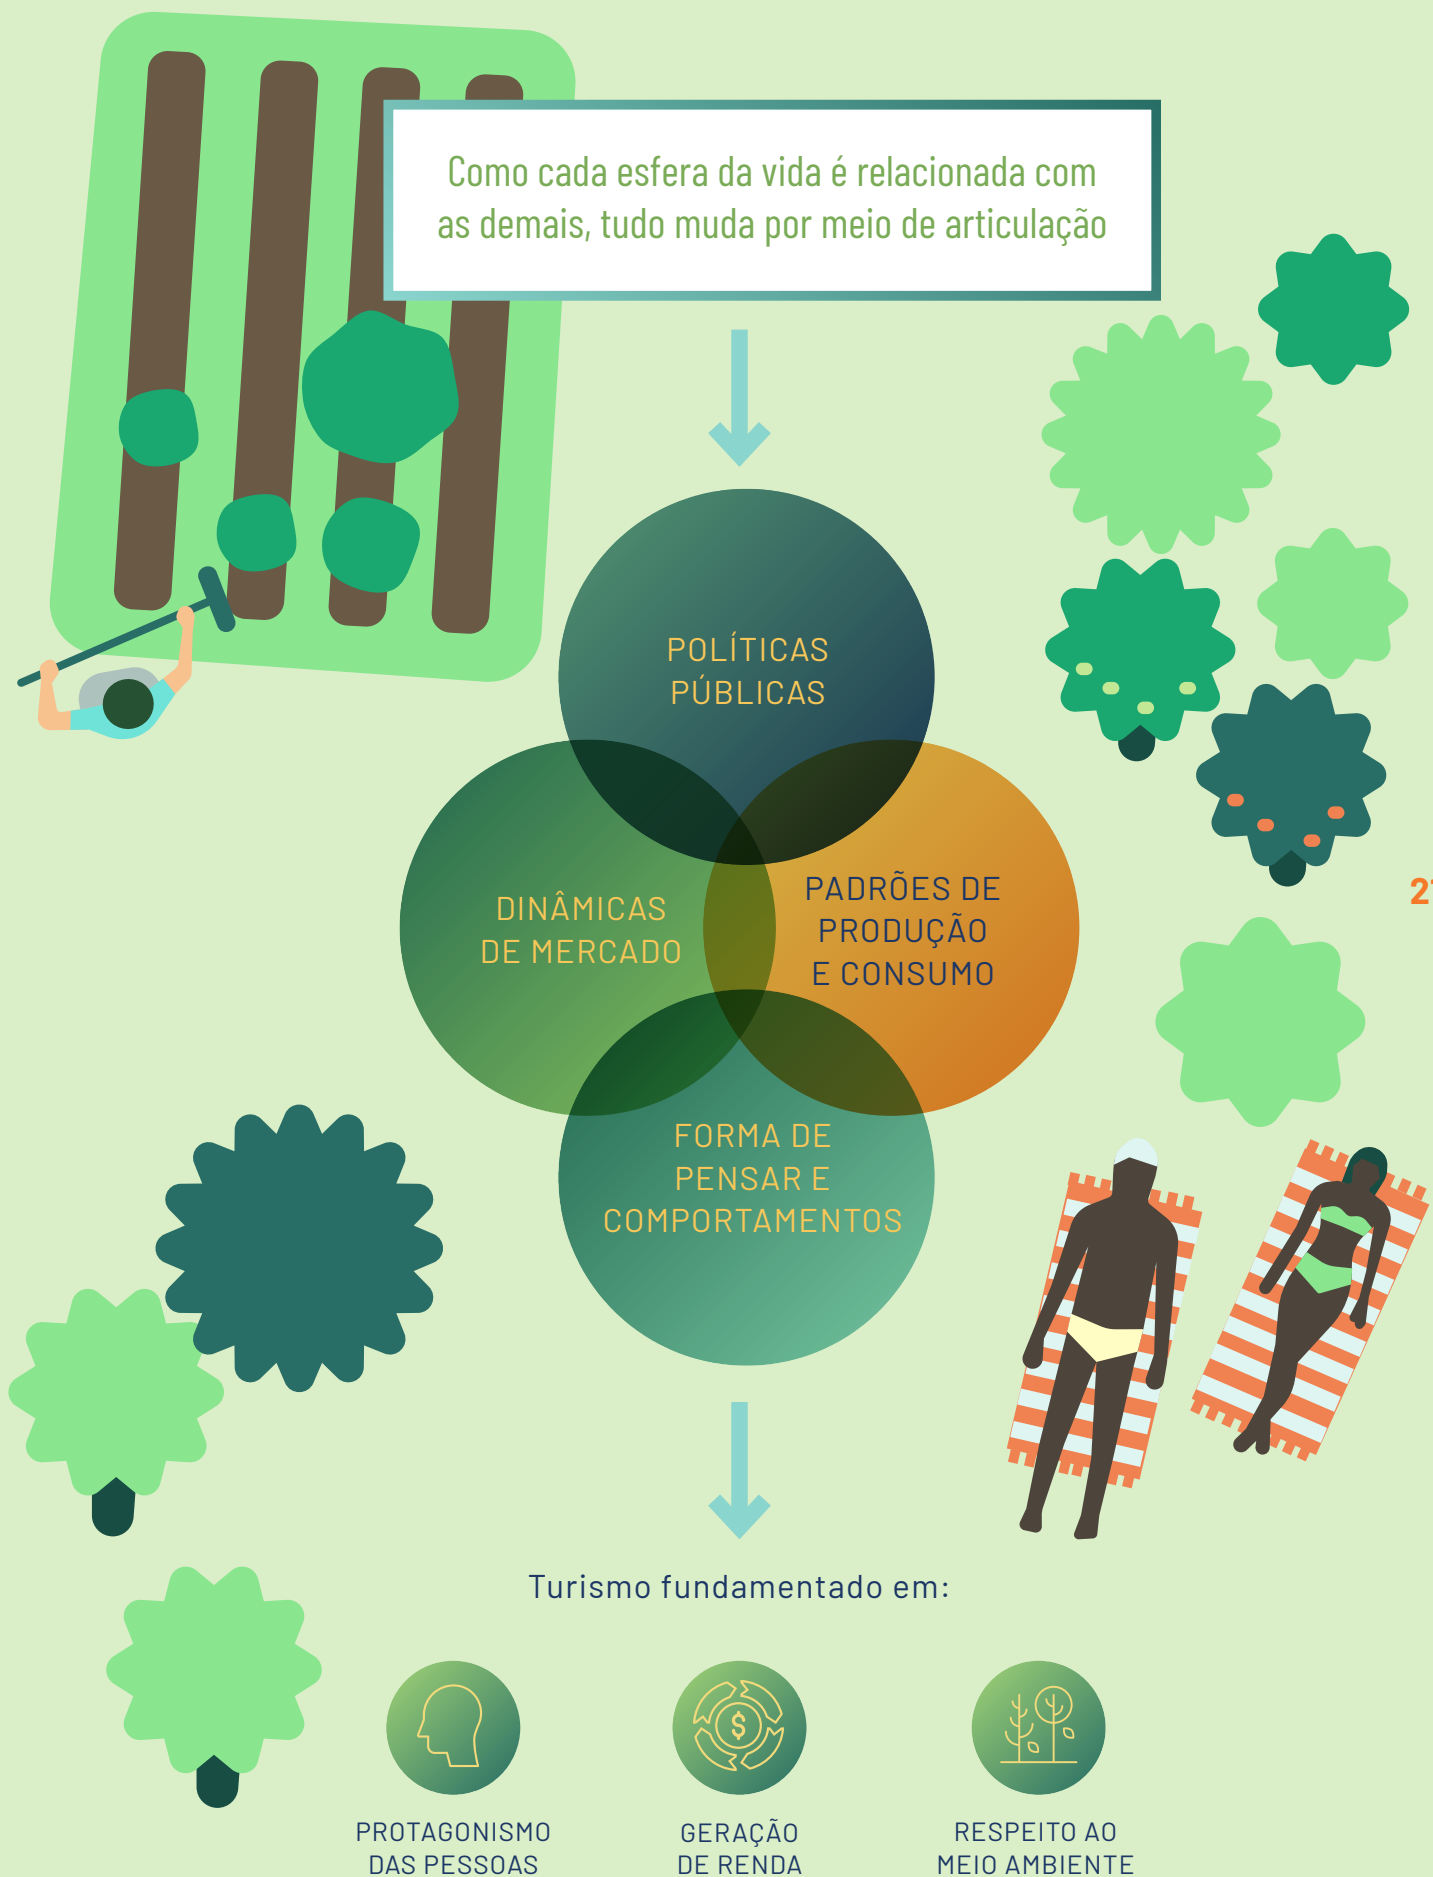 Como cada esfera da vida é relacionada com
as demais, tudo muda por meio de articulação
POLÍTICAS
PÚBLICAS
DINÂMICAS
DE MERCADO
PADRÕES DE
PRODUÇÃO
E CONSUMO
FORMA DE
PENSAR E
COMPORTAMENTOS
Turismo fundamentado em:
$
PROTAGONISMO
DAS PESSOAS
GERAÇÃO
DE RENDA
RESPEITO AO
MEIO AMBIENTE